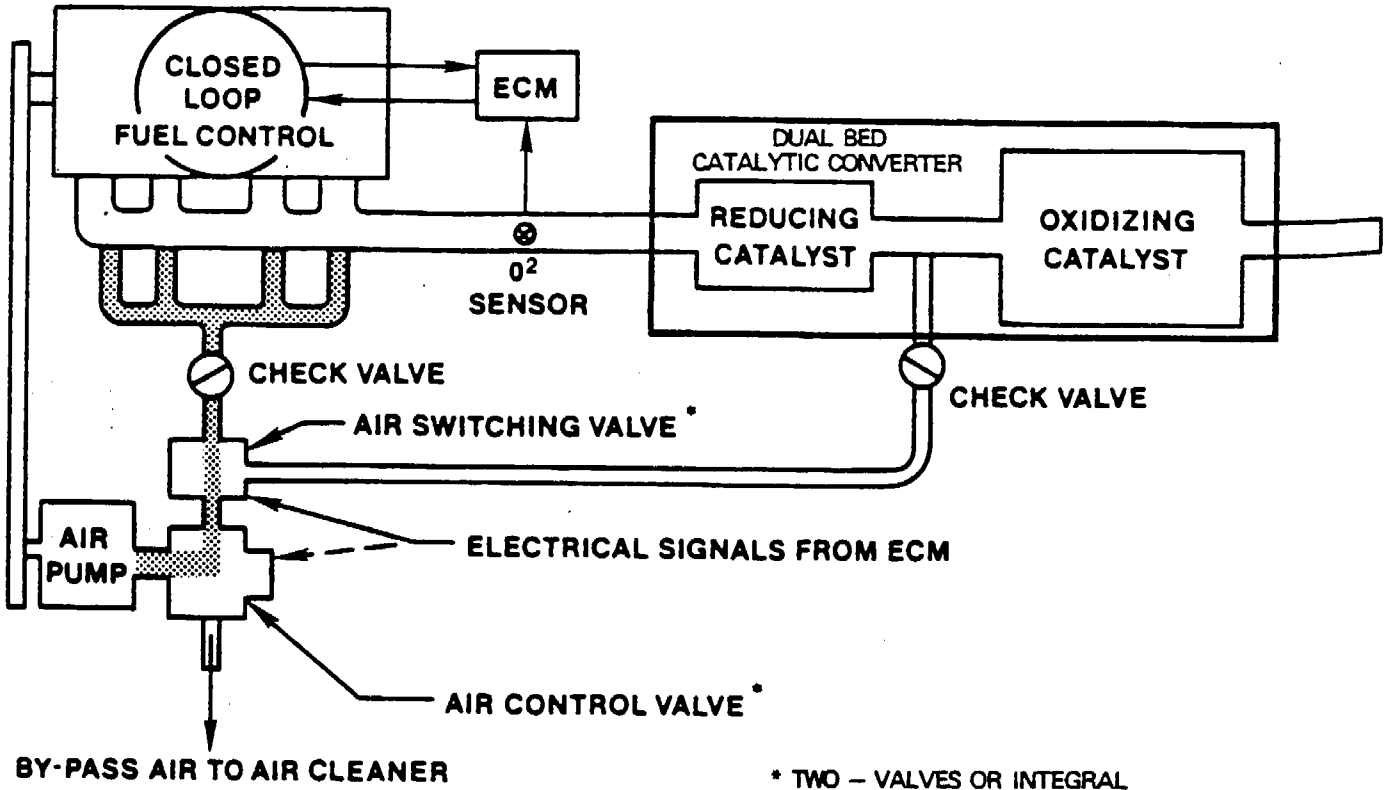 CLOSED
LOOP
FUEL CONTROL
ECM
DUAL BED
CATALYTIC CONVERTER
REDUCING
CATALYST
OXIDIZING
CATALYST
0²
SENSOR
CHECK VALVE
CHECK VALVE
AIR SWITCHING VALVE *
AIR
PUMP
ELECTRICAL SIGNALS FROM ECM
AIR CONTROL VALVE *
BY-PASS AIR TO AIR CLEANER
* TWO – VALVES OR INTEGRAL